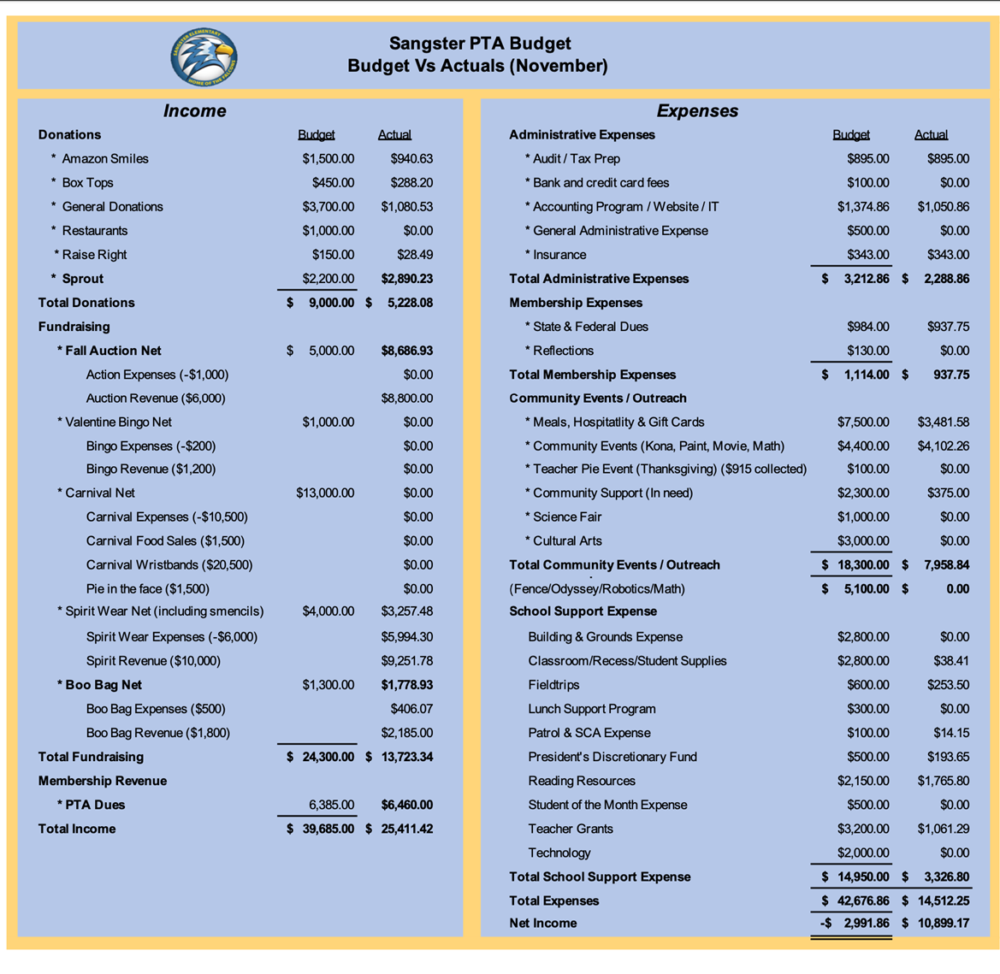 SANGSTER ELEMENTARY
HOME OF THE FALCONS
Sangster PTA Budget
Budget Vs Actuals (November)
Income
Donations Budget Actual
* Amazon Smiles $1,500.00 $940.63
* Box Tops $450.00 $288.20
* General Donations $3,700.00 $1,080.53
* Restaurants $1,000.00 $0.00
* Raise Right $150.00 $28.49
* Sprout $2,200.00 $2,890.23
Total Donations $ 9,000.00 $ 5,228.08
Fundraising
* Fall Auction Net $ 5,000.00 $8,686.93
Action Expenses (-$1,000) $0.00
Auction Revenue ($6,000) $8,800.00
* Valentine Bingo Net $1,000.00 $0.00
Bingo Expenses (-$200) $0.00
Bingo Revenue ($1,200) $0.00
* Carnival Net $13,000.00 $0.00
Carnival Expenses (-$10,500) $0.00
Carnival Food Sales ($1,500) $0.00
Carnival Wristbands ($20,500) $0.00
Pie in the face ($1,500) $0.00
* Spirit Wear Net (including smencils) $4,000.00 $3,257.48
Spirit Wear Expenses (-$6,000) $5,994.30
Spirit Revenue ($10,000) $9,251.78
* Boo Bag Net $1,300.00 $1,778.93
Boo Bag Expenses ($500) $406.07
Boo Bag Revenue ($1,800) $2,185.00
Total Fundraising $ 24,300.00 $ 13,723.34
Membership Revenue
* PTA Dues 6,385.00 $6,460.00
Total Income $ 39,685.00 $ 25,411.42
Expenses
Administrative Expenses Budget Actual
* Audit / Tax Prep $895.00 $895.00
* Bank and credit card fees $100.00 $0.00
* Accounting Program / Website / IT $1,374.86 $1,050.86
* General Administrative Expense $500.00 $0.00
* Insurance $343.00 $343.00
Total Administrative Expenses $ 3,212.86 $ 2,288.86
Membership Expenses
* State & Federal Dues $984.00 $937.75
* Reflections $130.00 $0.00
Total Membership Expenses $ 1,114.00 $ 937.75
Community Events / Outreach
* Meals, Hospitatlity & Gift Cards $7,500.00 $3,481.58
* Community Events (Kona, Paint, Movie, Math) $4,400.00 $4,102.26
* Teacher Pie Event (Thanksgiving) ($915 collected) $100.00 $0.00
* Community Support (In need) $2,300.00 $375.00
* Science Fair $1,000.00 $0.00
* Cultural Arts $3,000.00 $0.00
Total Community Events / Outreach $ 18,300.00 $ 7,958.84
(Fence/Odyssey/Robotics/Math) $ 5,100.00 $ 0.00
School Support Expense
Building & Grounds Expense $2,800.00 $0.00
Classroom/Recess/Student Supplies $2,800.00 $38.41
Fieldtrips $600.00 $253.50
Lunch Support Program $300.00 $0.00
Patrol & SCA Expense $100.00 $14.15
President's Discretionary Fund $500.00 $193.65
Reading Resources $2,150.00 $1,765.80
Student of the Month Expense $500.00 $0.00
Teacher Grants $3,200.00 $1,061.29
Technology $2,000.00 $0.00
Total School Support Expense $ 14,950.00 $ 3,326.80
Total Expenses $ 42,676.86 $ 14,512.25
Net Income -$ 2,991.86 $ 10,899.17